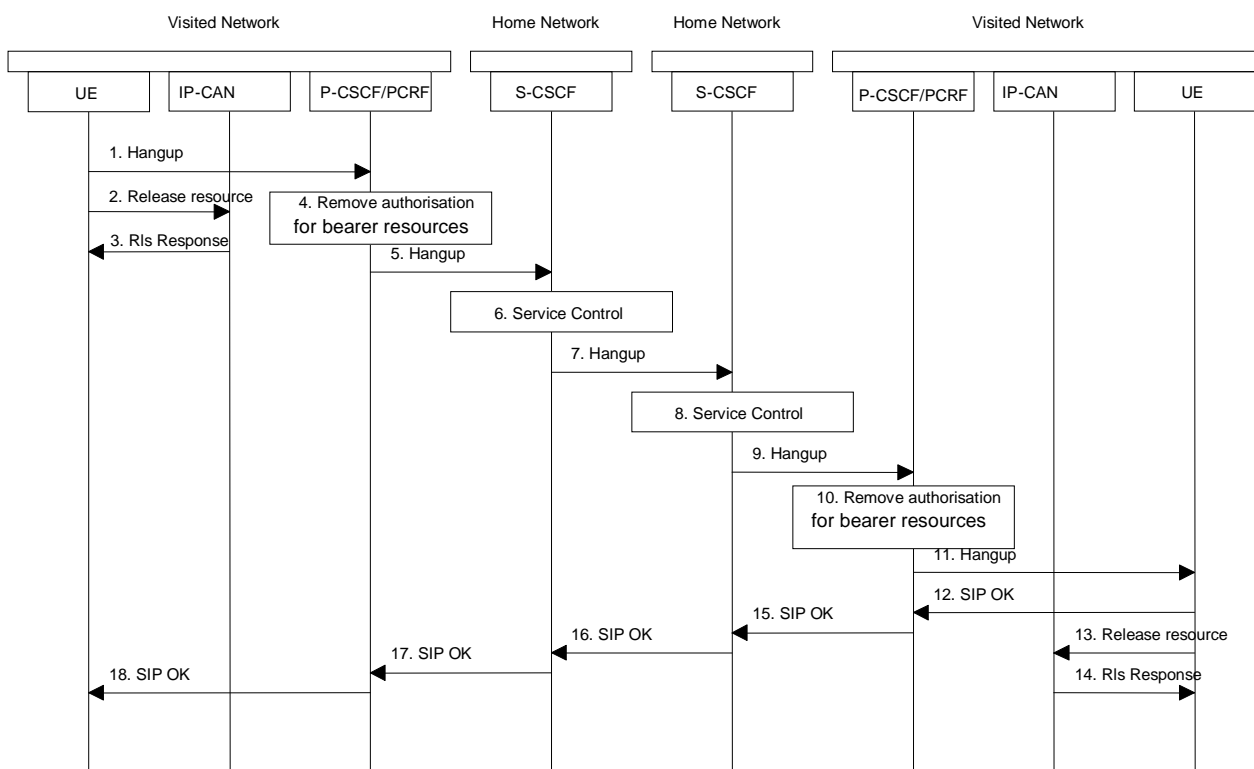 Visited Network
Home Network
Home Network
Visited Network
UE
IP-CAN
P-CSCF/PCRF
S-CSCF
S-CSCF
P-CSCF/PCRF
IP-CAN
UE
1. Hangup
2. Release resource
3. Rls Response
4. Remove authorisation
for bearer resources
5. Hangup
6. Service Control
7. Hangup
8. Service Control
9. Hangup
10. Remove authorisation
for bearer resources
11. Hangup
12. SIP OK
15. SIP OK
16. SIP OK
13. Release resource
17. SIP OK
14. Rls Response
18. SIP OK